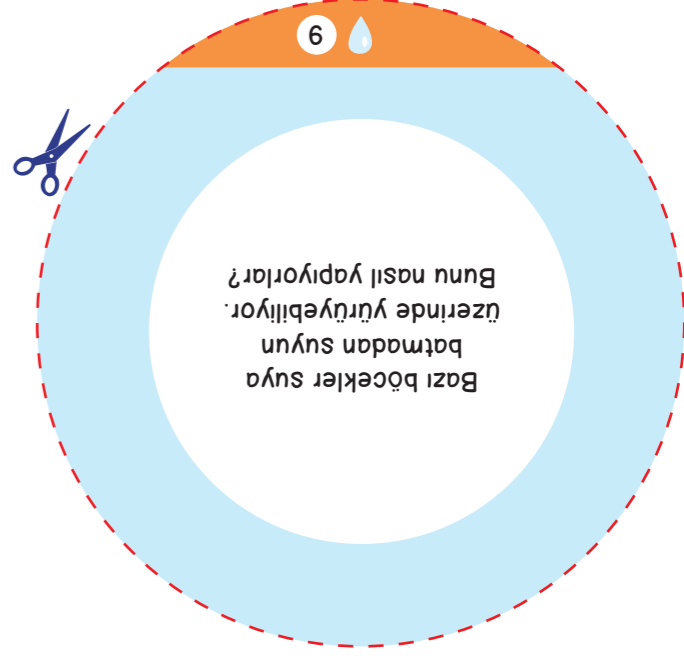 6
Bazı böcekler suya
batmadan suyun
üzerinde yürüyebiliyor.
Bunu nasıl yapıyorlar?